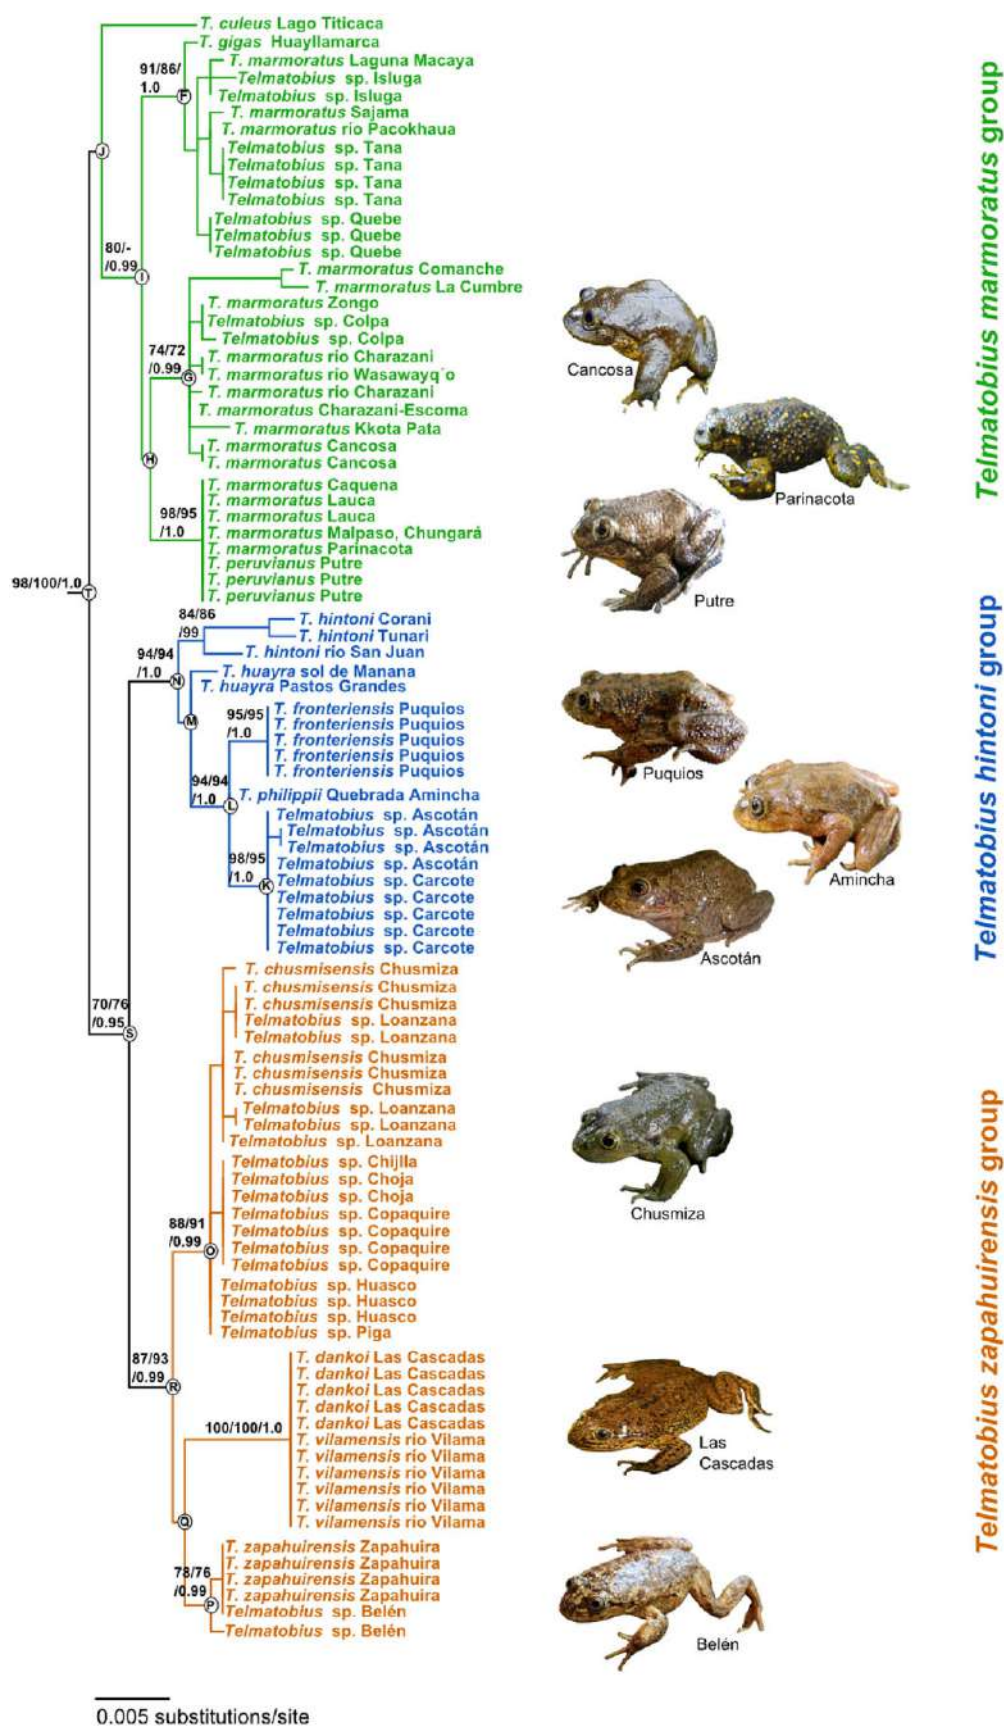 T. culeus Lago Titicaca
T. gigas Huayllamarca
91/86/
1.0
F
T. marmoratus Laguna Macaya
Telmatobius sp. Isluga
Telmatobius sp. Isluga
T. marmoratus Sajama
T. marmoratus rio Pacokhaua
J
Telmatobius sp. Tana
Telmatobius sp. Tana
Telmatobius sp. Tana
Telmatobius sp. Tana
Telmatobius sp. Quebe
Telmatobius sp. Quebe
Telmatobius sp. Quebe
80/-
/0.99
I
T. marmoratus Comanche
T. marmoratus La Cumbre
T. marmoratus Zongo
Telmatobius sp. Colpa
Telmatobius sp. Colpa
74/72
/0.99
G
T. marmoratus rio Charazani
T. marmoratus rio Wasawayq´o
T. marmoratus rio Charazani
T. marmoratus Charazani-Escoma
T. marmoratus Kkota Pata
T. marmoratus Cancosa
T. marmoratus Cancosa
H
T. marmoratus Caquena
T. marmoratus Lauca
T. marmoratus Lauca
98/95
/1.0
T. marmoratus Malpaso, Chungará
T. marmoratus Parinacota
T. peruvianus Putre
T. peruvianus Putre
T. peruvianus Putre
98/100/1.0
T
Cancosa
Parinacota
Putre
Telmatobius marmoratus group
84/86
/99
T. hintoni Corani
T. hintoni Tunari
T. hintoni rio San Juan
94/94
/1.0
N
T. huayra sol de Manana
T. huayra Pastos Grandes
M
95/95
/1.0
T. fronteriensis Puquios
T. fronteriensis Puquios
T. fronteriensis Puquios
T. fronteriensis Puquios
T. fronteriensis Puquios
94/94
/1.0
L
T. philippii Quebrada Amincha
Telmatobius sp. Ascotán
Telmatobius sp. Ascotán
Telmatobius sp. Ascotán
Telmatobius sp. Ascotán
98/95
/1.0
K
Telmatobius sp. Carcote
Telmatobius sp. Carcote
Telmatobius sp. Carcote
Telmatobius sp. Carcote
Telmatobius sp. Carcote
Puquios
Amincha
Ascotán
Telmatobius hintoni group
70/76
/0.95
S
T. chusmisensis Chusmiza
T. chusmisensis Chusmiza
T. chusmisensis Chusmiza
Telmatobius sp. Loanzana
Telmatobius sp. Loanzana
T. chusmisensis Chusmiza
T. chusmisensis Chusmiza
T. chusmisensis Chusmiza
Telmatobius sp. Loanzana
Telmatobius sp. Loanzana
Telmatobius sp. Loanzana
Telmatobius sp. Chijlla
Telmatobius sp. Choja
Telmatobius sp. Choja
Telmatobius sp. Copaquire
Telmatobius sp. Copaquire
Telmatobius sp. Copaquire
Telmatobius sp. Copaquire
88/91
/0.99
O
Telmatobius sp. Huasco
Telmatobius sp. Huasco
Telmatobius sp. Huasco
Telmatobius sp. Piga
87/93
/0.99
R
T. dankoi Las Cascadas
T. dankoi Las Cascadas
T. dankoi Las Cascadas
T. dankoi Las Cascadas
T. dankoi Las Cascadas
100/100/1.0
T. vilamensis rio Vilama
T. vilamensis rio Vilama
T. vilamensis rio Vilama
T. vilamensis rio Vilama
T. vilamensis rio Vilama
T. vilamensis rio Vilama
Q
78/76
/0.99
P
T. zapahuirensis Zapahuira
T. zapahuirensis Zapahuira
T. zapahuirensis Zapahuira
T. zapahuirensis Zapahuira
Telmatobius sp. Belén
Telmatobius sp. Belén
Chusmiza
Las
Cascadas
Belén
Telmatobius zapahuirensis group
0.005 substitutions/site